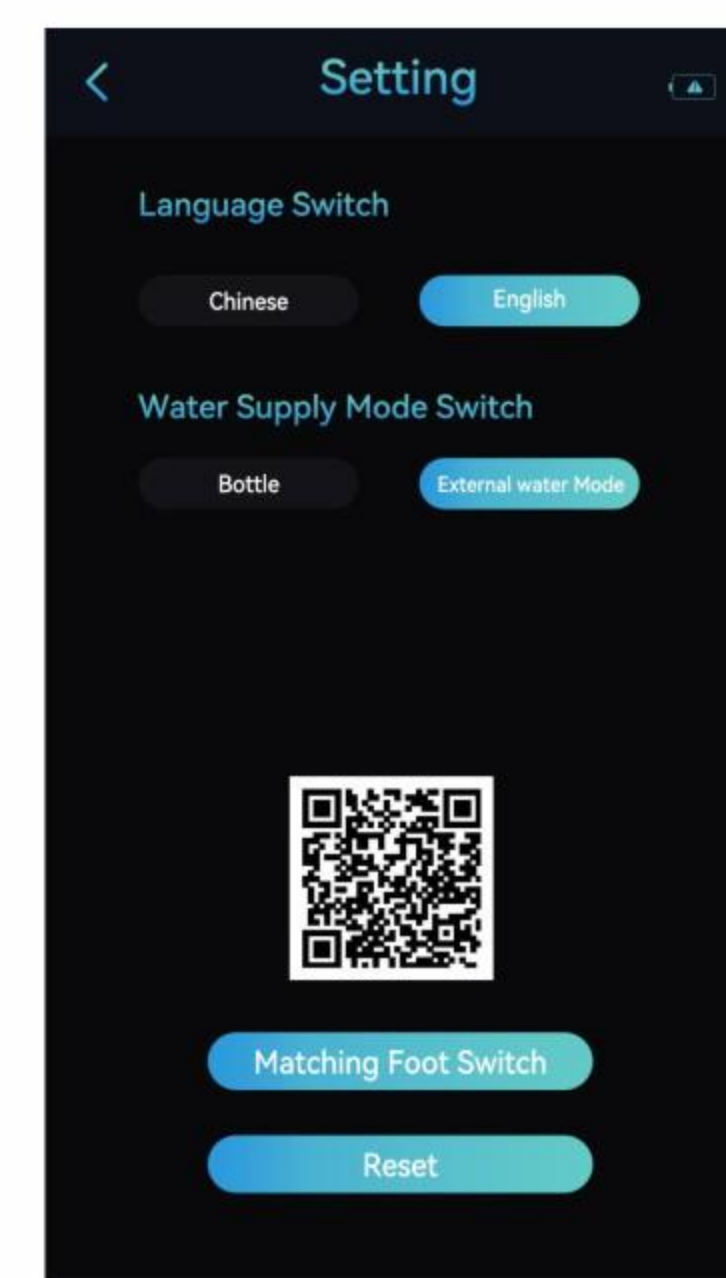 Setting
Language Switch
Chinese
English
Water Supply Mode Switch
Bottle
External water Mode
Matching Foot Switch
Reset